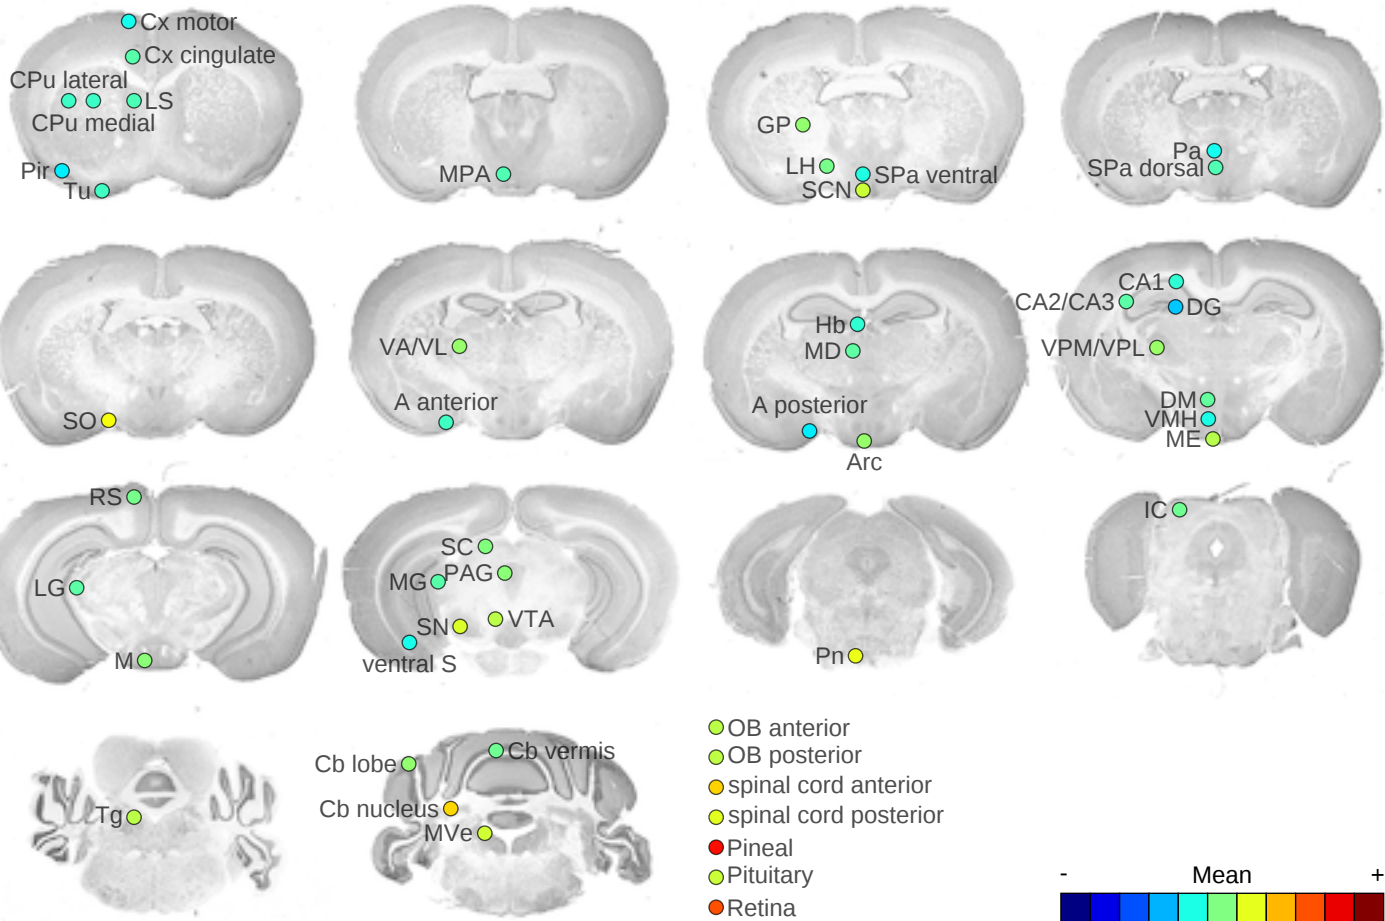 Cx motor
Cx cingulate
CPu lateral
LS
CPu medial
Pir
Tu
MPA
GP
LH
SPa ventral
SCN
Pa
SPa dorsal
SO
VA/VL
A anterior
Hb
MD
A posterior
Arc
CA1
CA2/CA3
DG
VPM/VPL
DM
VMH
ME
RS
LG
M
SC
PAG
MG
SN
VTA
ventral S
Pn
IC
Tg
Cb vermis
Cb lobe
Cb nucleus
MVe
OB anterior
OB posterior
spinal cord anterior
spinal cord posterior
Pineal
Pituitary
Retina
- Mean +